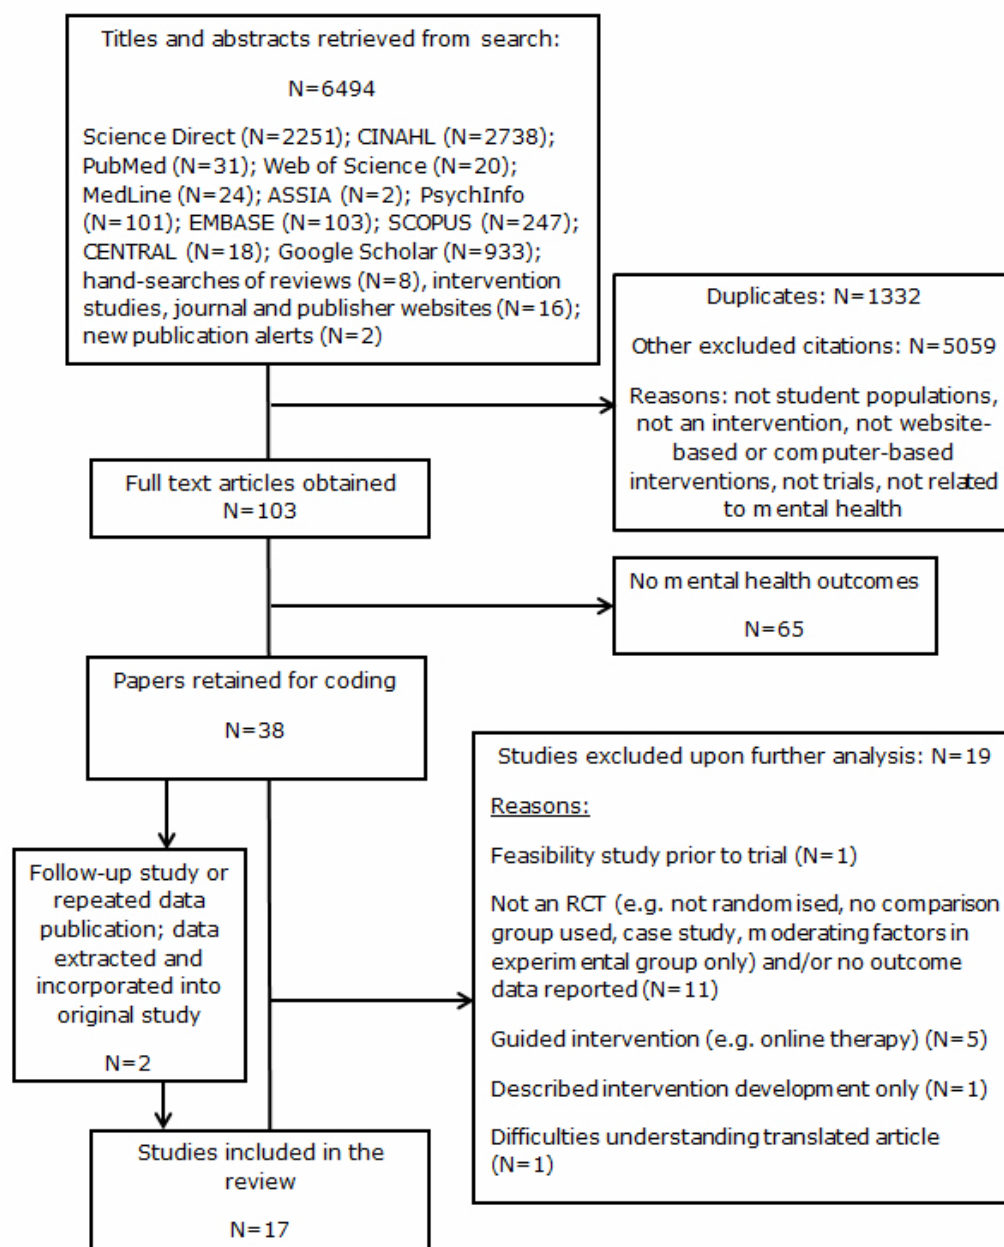 Titles and abstracts retrieved from search:
N=6494
Science Direct (N=2251); CINAHL (N=2738);
PubMed (N=31); Web of Science (N=20);
MedLine (N=24); ASSIA (N=2); PsychInfo
(N=101); EMBASE (N=103); SCOPUS (N=247);
CENTRAL (N=18); Google Scholar (N=933);
hand-searches of reviews (N=8), intervention
studies, journal and publisher websites (N=16);
new publication alerts (N=2)
Duplicates: N=1332
Other excluded citations: N=5059
Reasons: not student populations,
not an intervention, not website-
based or computer-based
interventions, not trials, not related
to mental health
Full text articles obtained
N=103
No mental health outcomes
N=65
Papers retained for coding
N=38
Studies excluded upon further analysis: N=19
Reasons:
Feasibility study prior to trial (N=1)
Not an RCT (e.g. not randomised, no comparison
group used, case study, moderating factors in
experimental group only) and/or no outcome
data reported (N=11)
Guided intervention (e.g. online therapy) (N=5)
Described intervention development only (N=1)
Difficulties understanding translated article
(N=1)
Follow-up study or
repeated data
publication; data
extracted and
incorporated into
original study
N=2
Studies included in the
review
N=17